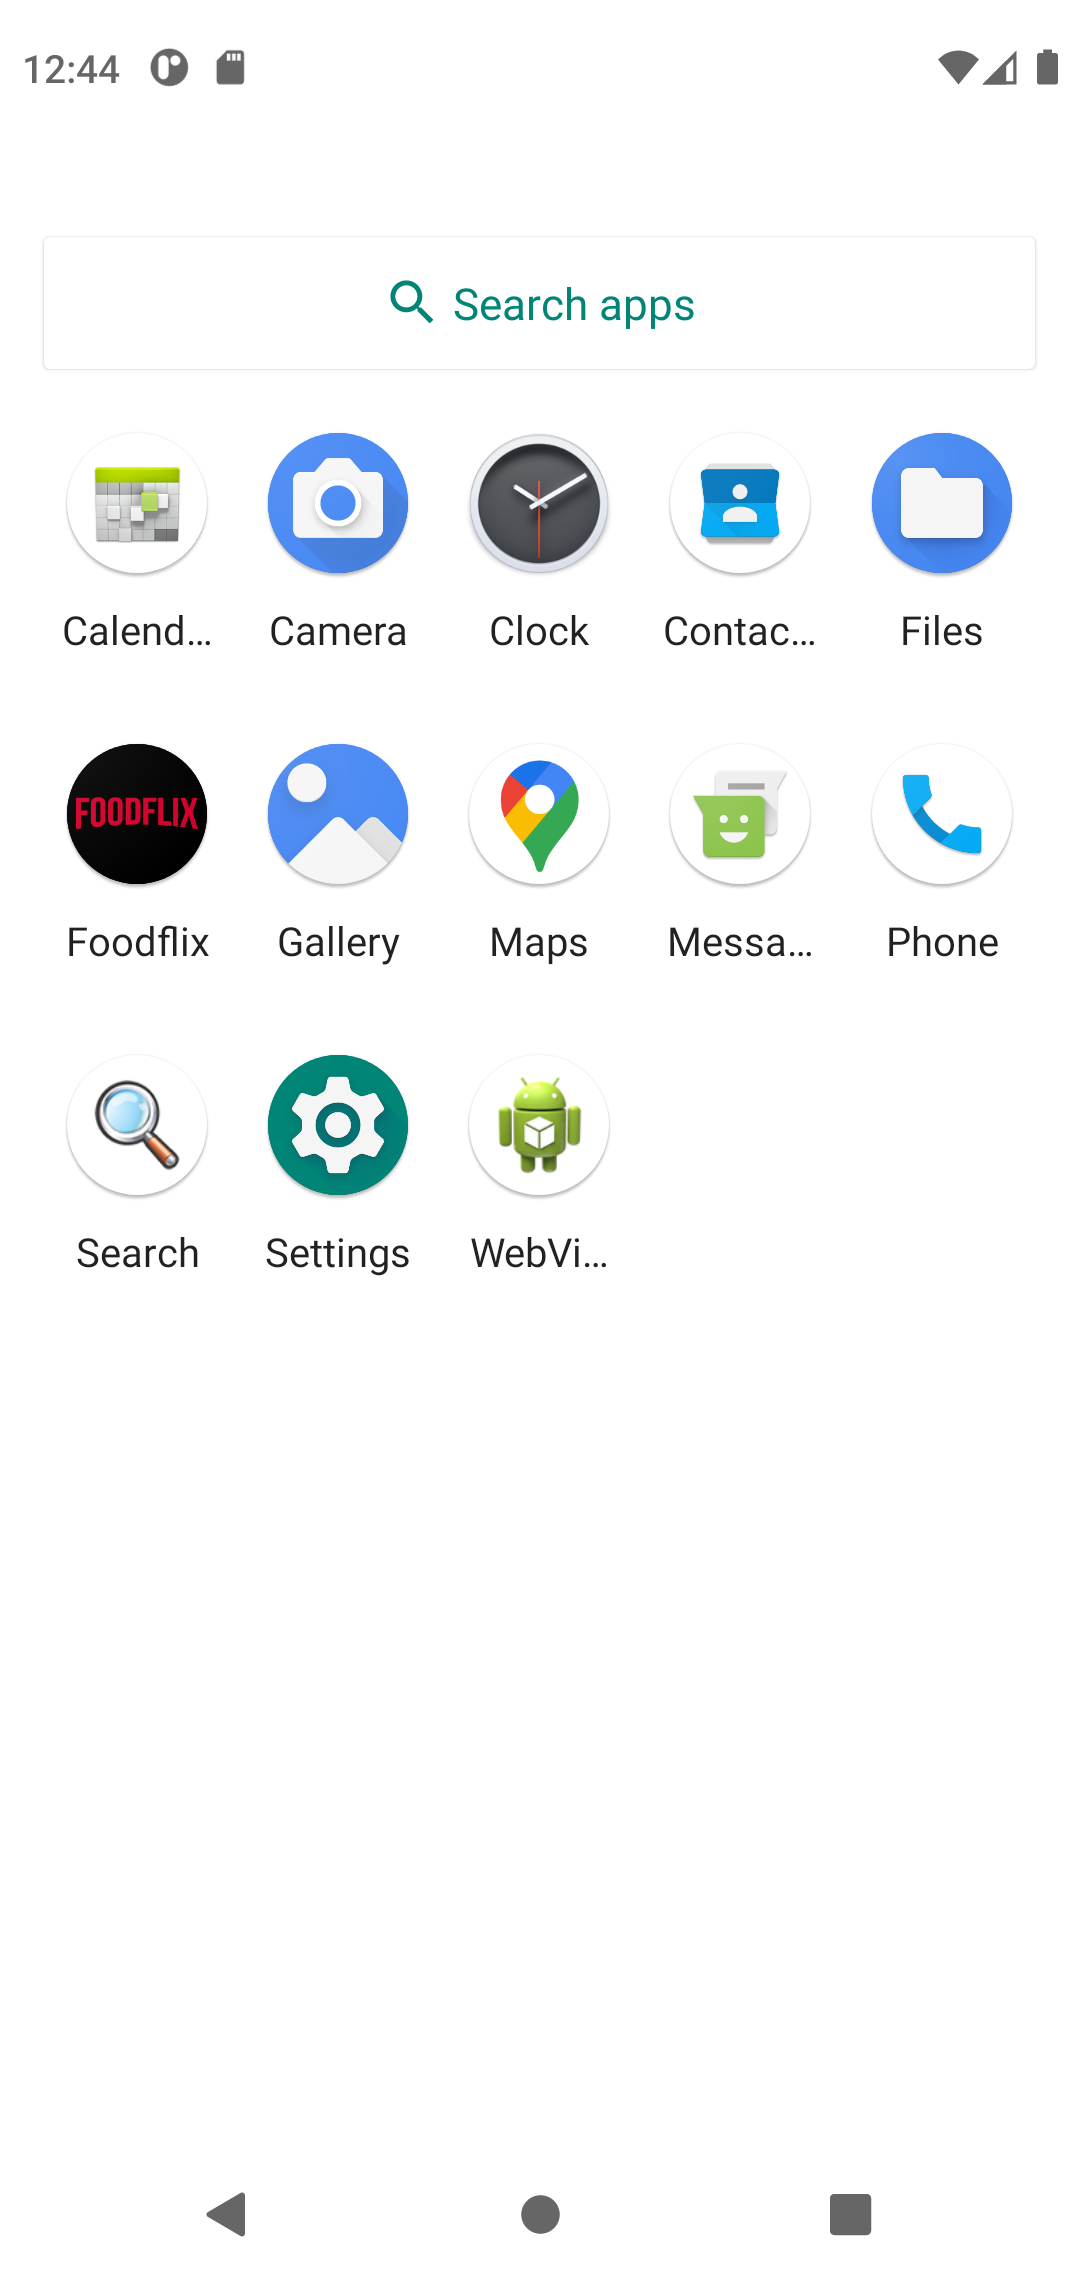 12:44
Search apps
Calend…
Camera
Clock
Contac…
Files
FOODFLIX
Foodflix
Gallery
Maps
Messa…
Phone
Search
Settings
WebVi…